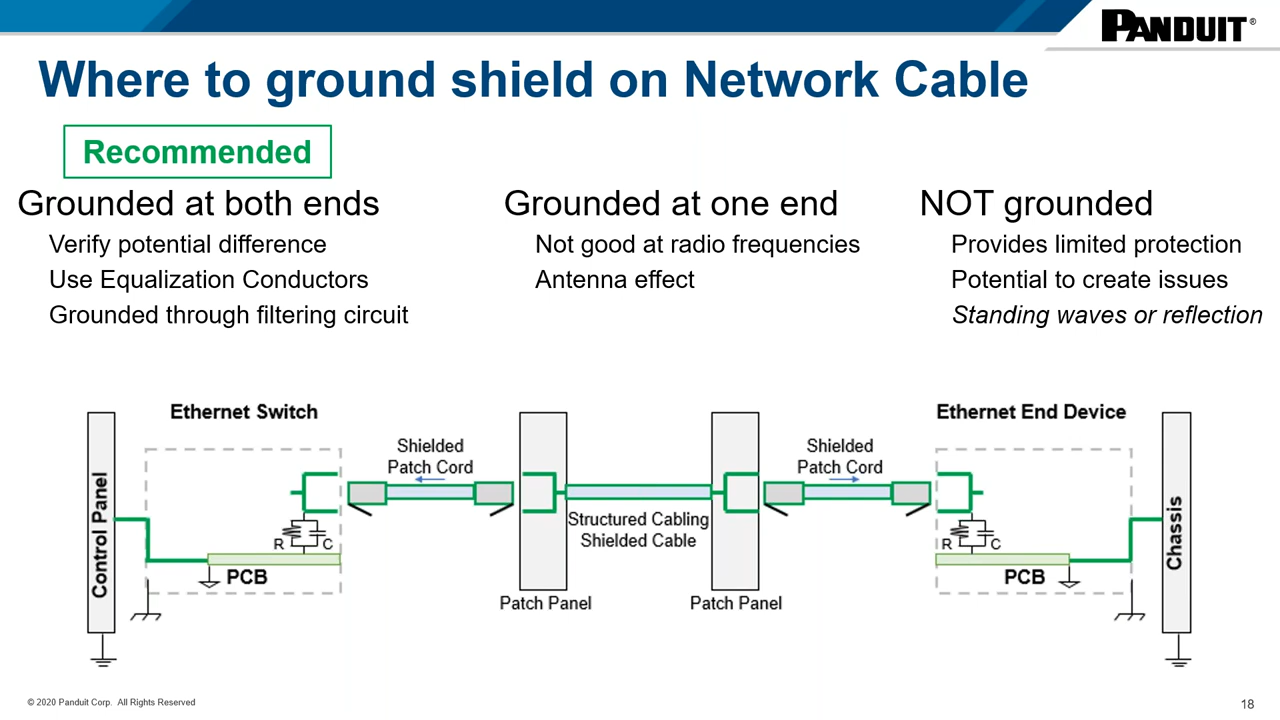 PANDUIT®
Where to ground shield on Network Cable
Recommended
Grounded at both ends
Verify potential difference
Use Equalization Conductors
Grounded through filtering circuit
Grounded at one end
Not good at radio frequencies
Antenna effect
NOT grounded
Provides limited protection
Potential to create issues
Standing waves or reflection
Control Panel
Ethernet Switch
R
C
PCB
Shielded
Patch Cord
Patch Panel
Structured Cabling
Shielded Cable
Patch Panel
Shielded
Patch Cord
Ethernet End Device
R
C
PCB
Chassis
© 2020 Panduit Corp. All Rights Reserved
18